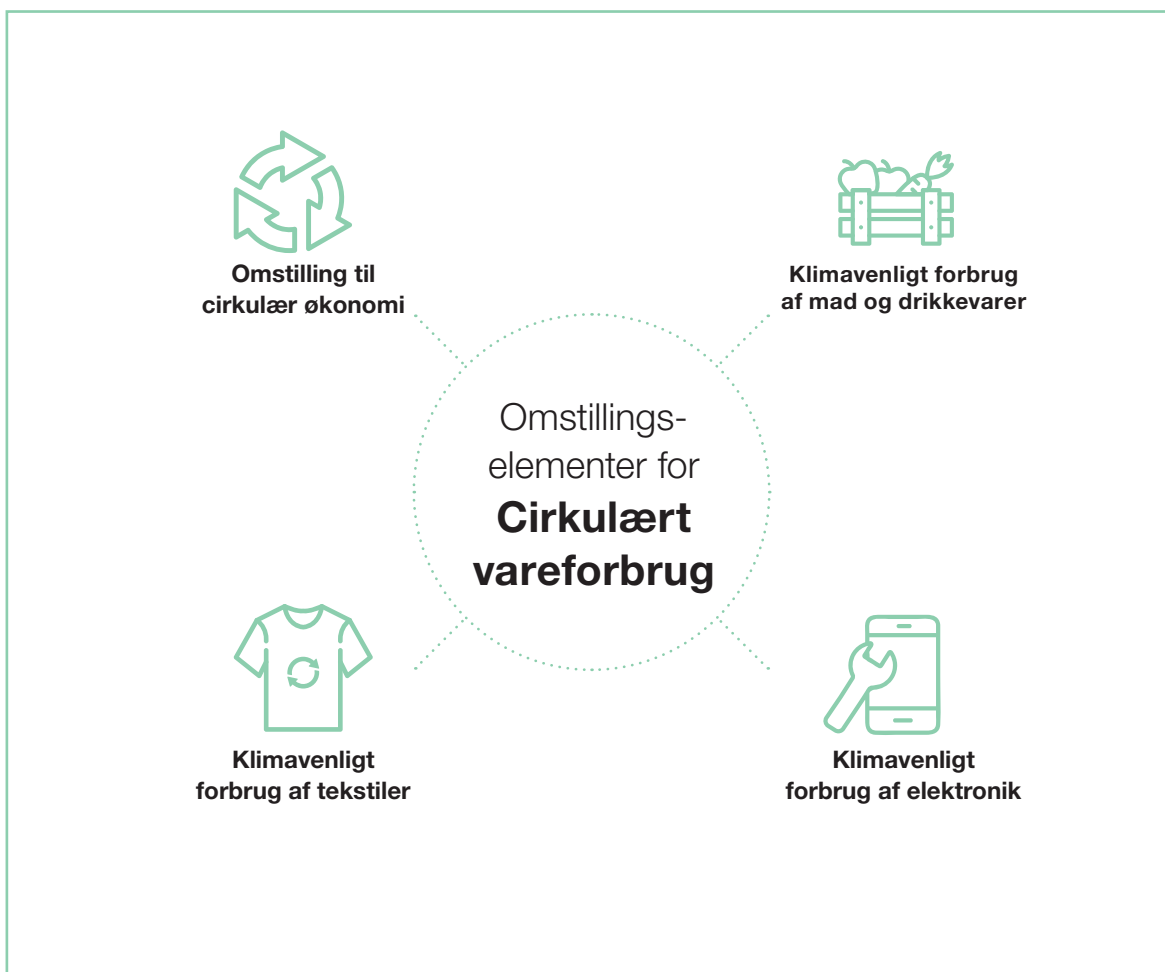 Omstilling til
cirkulær økonomi
Klimavenligt forbrug
af mad og drikkevarer
Omstillings-
elementer for
Cirkulært
vareforbrug
Klimavenligt
forbrug af tekstiler
Klimavenligt
forbrug af elektronik